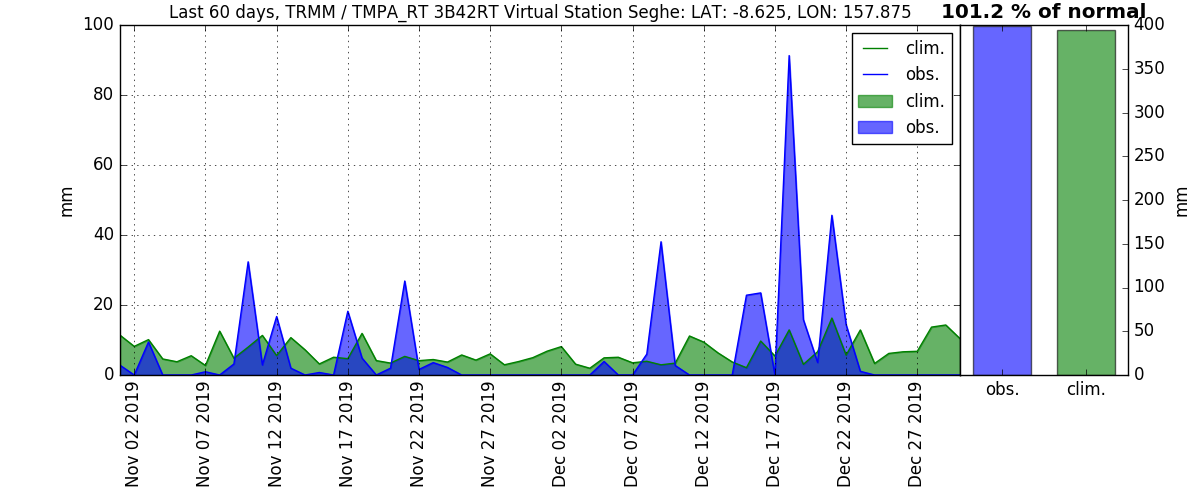 Last 60 days, TRMM / TMPA_RT 3B42RT Virtual Station Seghe: LAT: -8.625, LON: 157.875
101.2 % of normal
100
80
60
40
20
0
mm
clim.
obs.
clim.
obs.
400
350
300
250
200
150
100
50
0
mm
obs.
clim.
Nov 02 2019
Nov 07 2019
Nov 12 2019
Nov 17 2019
Nov 22 2019
Nov 27 2019
Dec 02 2019
Dec 07 2019
Dec 12 2019
Dec 17 2019
Dec 22 2019
Dec 27 2019